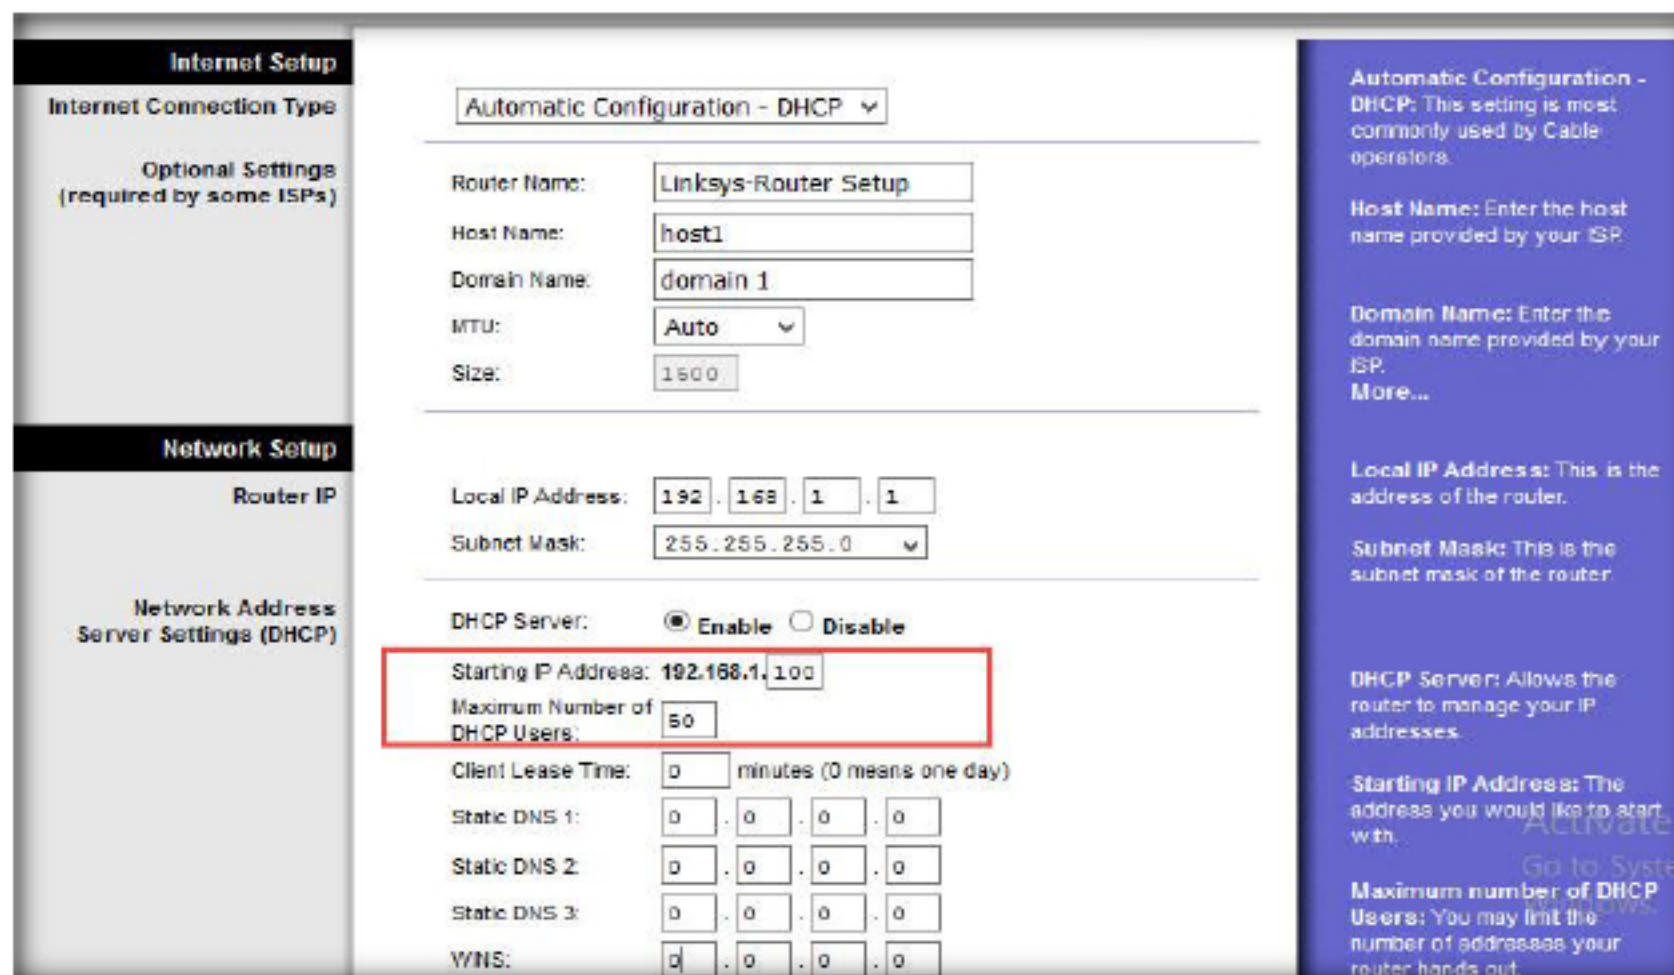 Internet Setup
Internet Connection Type
Automatic Configuration - DHCP
Optional Settings
(required by some ISPs)
Router Name: Linksys-Router Setup
Host Name: host1
Domain Name: domain 1
MTU: Auto
Size: 1500
Network Setup
Router IP
Local IP Address: 192 . 168 . 1 . 1
Subnet Mask: 255.255.255.0
Network Address
Server Settings (DHCP)
DHCP Server: Enable Disable
Starting IP Address: 192.168.1. 100
Maximum Number of
DHCP Users: 50
Client Lease Time: 0 minutes (0 means one day)
Static DNS 1: 0 . 0 . 0 . 0
Static DNS 2: 0 . 0 . 0 . 0
Static DNS 3: 0 . 0 . 0 . 0
WINS: 0 . 0 . 0 . 0
Automatic Configuration -
DHCP: This setting is most
commonly used by Cable
operators.
Host Name: Enter the host
name provided by your ISP.
Domain Name: Enter the
domain name provided by your
ISP.
More...
Local IP Address: This is the
address of the router.
Subnet Mask: This is the
subnet mask of the router.
DHCP Server: Allows the
router to manage your IP
addresses.
Starting IP Address: The
address you would like to start
with.
Maximum number of DHCP
Users: You may limit the
number of addresses your
router hands out.
Activate
Go to Syste
Windows.